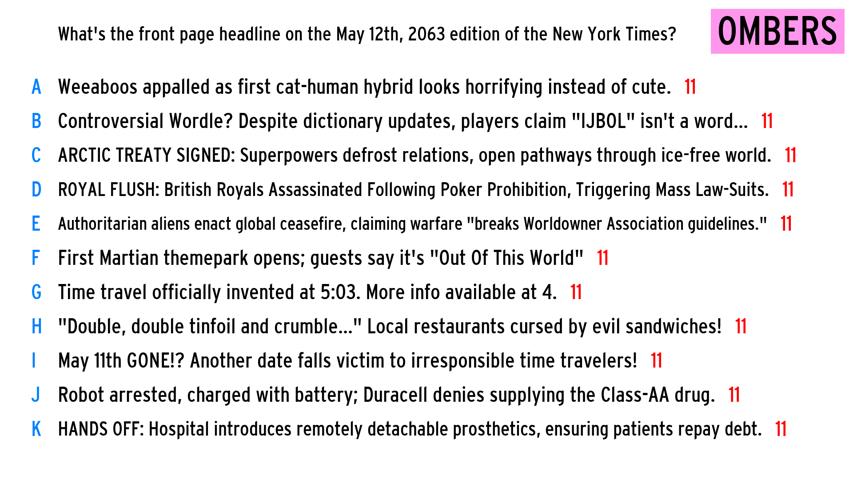 What's the front page headline on the May 12th, 2063 edition of the New York Times? OMBERS
A Weeaboos appalled as first cat-human hybrid looks horrifying instead of cute. 11
B Controversial Wordle? Despite dictionary updates, players claim "IJBOL" isn't a word... 11
C ARCTIC TREATY SIGNED: Superpowers defrost relations, open pathways through ice-free world. 11
D ROYAL FLUSH: British Royals Assassinated Following Poker Prohibition, Triggering Mass Law-Suits. 11
E Authoritarian aliens enact global ceasefire, claiming warfare "breaks Worldowner Association guidelines." 11
F First Martian themepark opens; guests say it's "Out Of This World" 11
G Time travel officially invented at 5:03. More info available at 4. 11
H "Double, double tinfoil and crumble..." Local restaurants cursed by evil sandwiches! 11
I May 11th GONE!? Another date falls victim to irresponsible time travelers! 11
J Robot arrested, charged with battery; Duracell denies supplying the Class-AA drug. 11
K HANDS OFF: Hospital introduces remotely detachable prosthetics, ensuring patients repay debt. 11